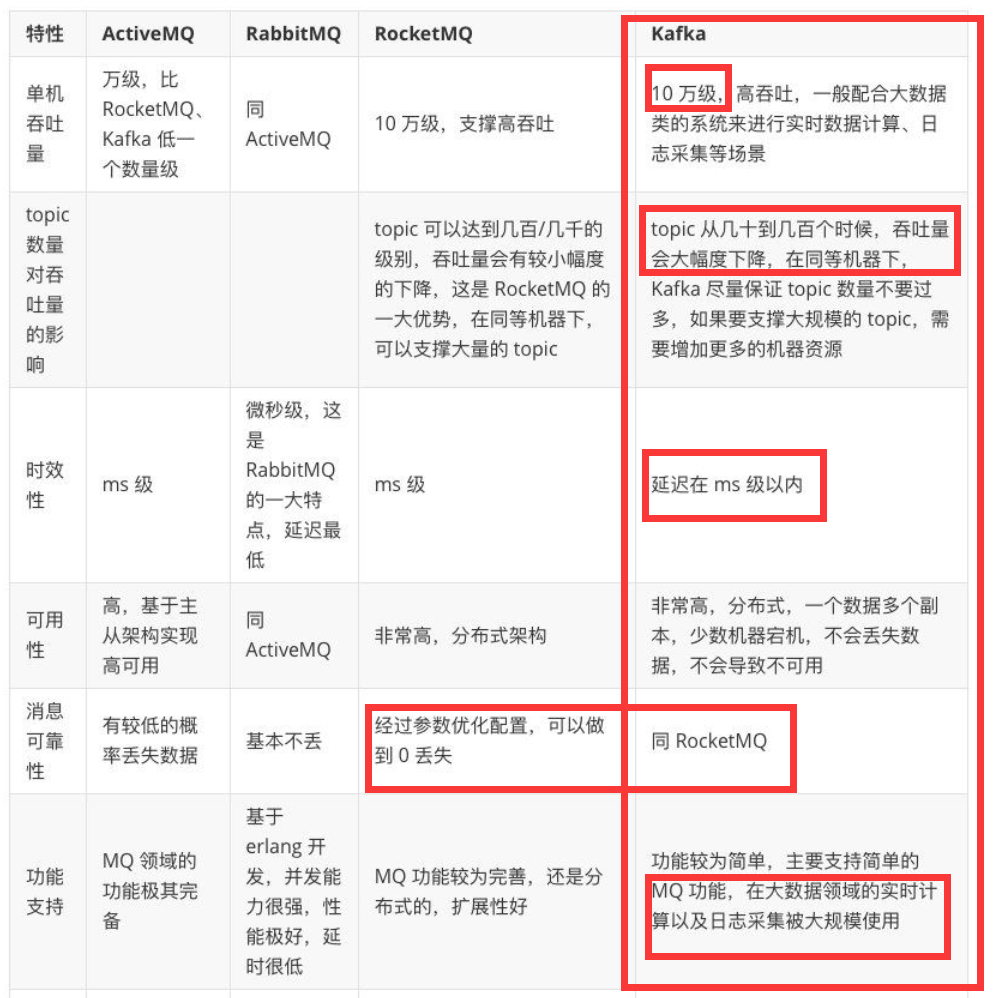 特性
ActiveMQ
RabbitMQ
RocketMQ
Kafka
单机
吞吐
量
万级，比
RocketMQ、
Kafka 低一
个数量级
同
ActiveMQ
10 万级，支撑高吞吐
10 万级，高吞吐，一般配合大数据
类的系统来进行实时数据计算、日
志采集等场景
topic
数量
对吞
吐量
的影
响
topic 可以达到几百/几千的
级别，吞吐量会有较小幅度
的下降，这是 RocketMQ 的
一大优势，在同等机器下，
可以支撑大量的 topic
topic 从几十到几百个时候，吞吐量
会大幅度下降，在同等机器下，
Kafka 尽量保证 topic 数量不要过
多，如果要支撑大规模的 topic，需
要增加更多的机器资源
时效
性
ms 级
微秒级，这
是
RabbitMQ
的一大特
点，延迟最
低
ms 级
延迟在 ms 级以内
可用
性
高，基于主
从架构实现
高可用
同
ActiveMQ
非常高，分布式架构
非常高，分布式，一个数据多个副
本，少数机器宕机，不会丢失数
据，不会导致不可用
消息
可靠
性
有较低的概
率丢失数据
基本不丢
经过参数优化配置，可以做
到 0 丢失
同 RocketMQ
功能
支持
MQ 领域的
功能极其完
备
基于
erlang 开
发，并发能
力很强，性
能极好，延
时很低
MQ 功能较为完善，还是分
布式的，扩展性好
功能较为简单，主要支持简单的
MQ 功能，在大数据领域的实时计
算以及日志采集被大规模使用